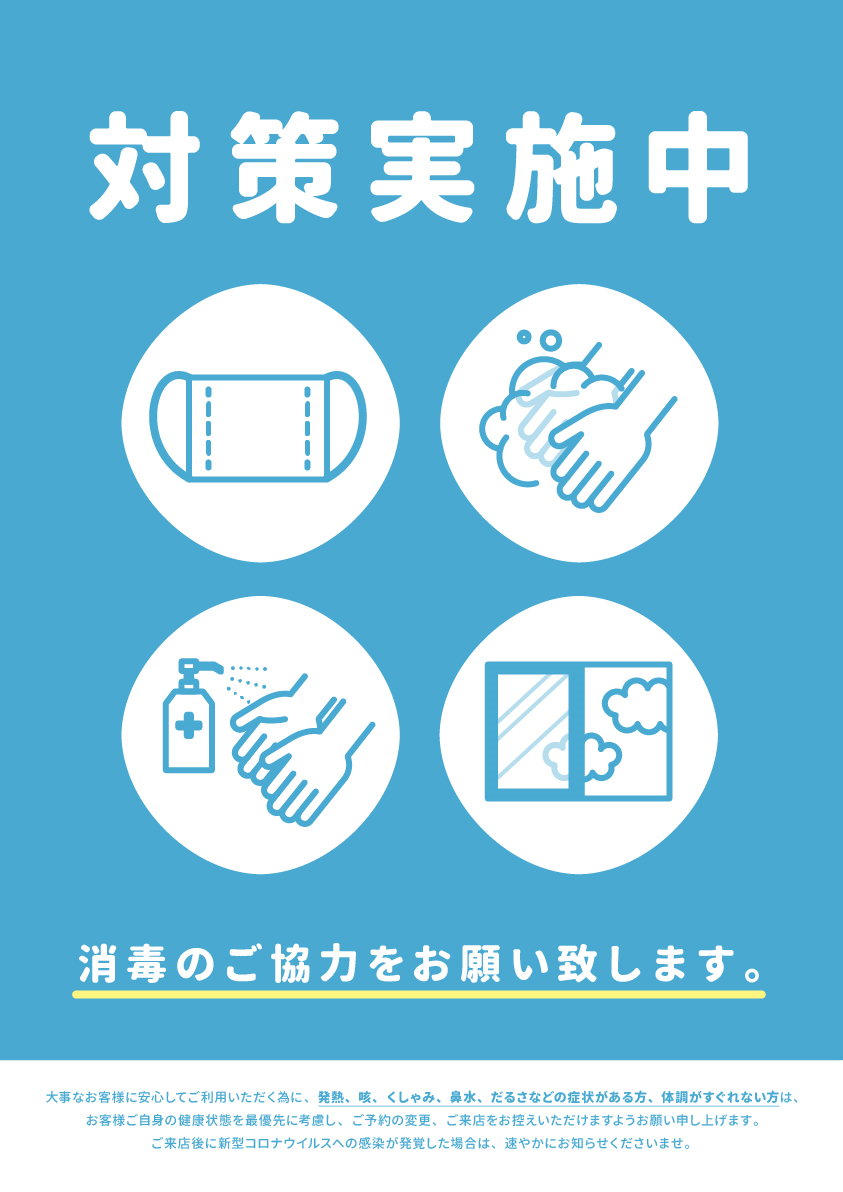 対策実施中
消毒のご協力をお願い致します。
大事なお客様に安心してご利用いただく為に、発熱、咳、くしゃみ、鼻水、だるさなどの症状がある方、体調がすぐれない方は、
お客様ご自身の健康状態を最優先に考慮し、ご予約の変更、ご来店をお控えいただけますようお願い申し上げます。
ご来店後に新型コロナウイルスへの感染が発覚した場合は、速やかにお知らせくださいませ。